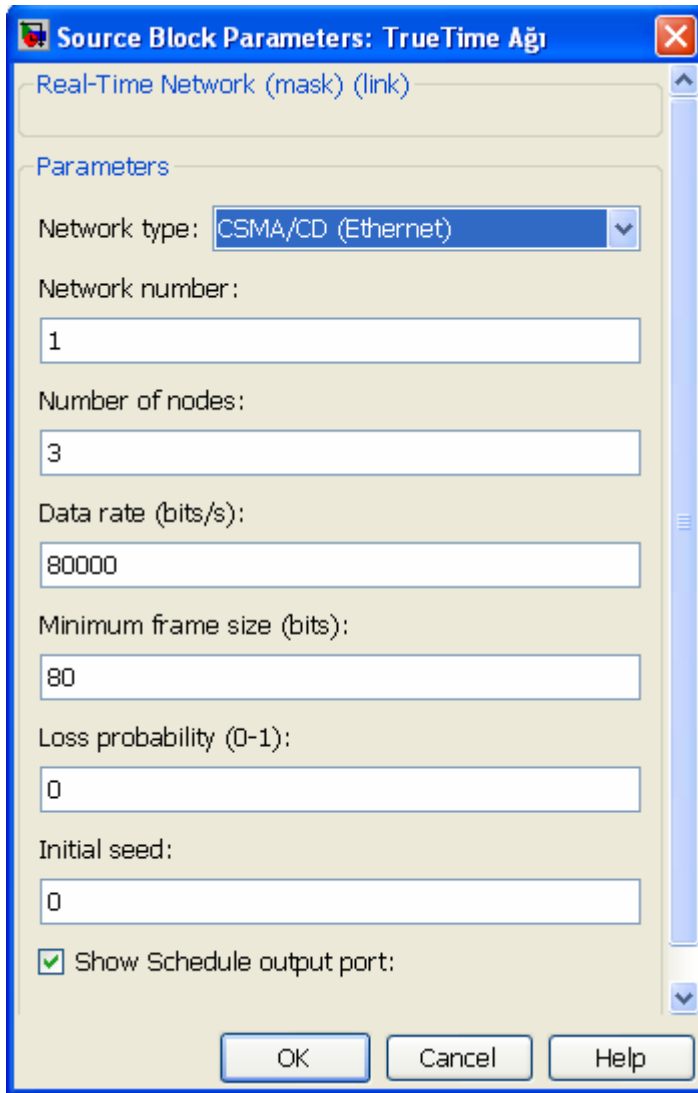 Source Block Parameters: TrueTime Ağı
Real-Time Network (mask) (link)
Parameters
Network type: CSMA/CD (Ethernet)
Network number:
1
Number of nodes:
3
Data rate (bits/s):
80000
Minimum frame size (bits):
80
Loss probability (0-1):
0
Initial seed:
0
Show Schedule output port:
OK Cancel Help